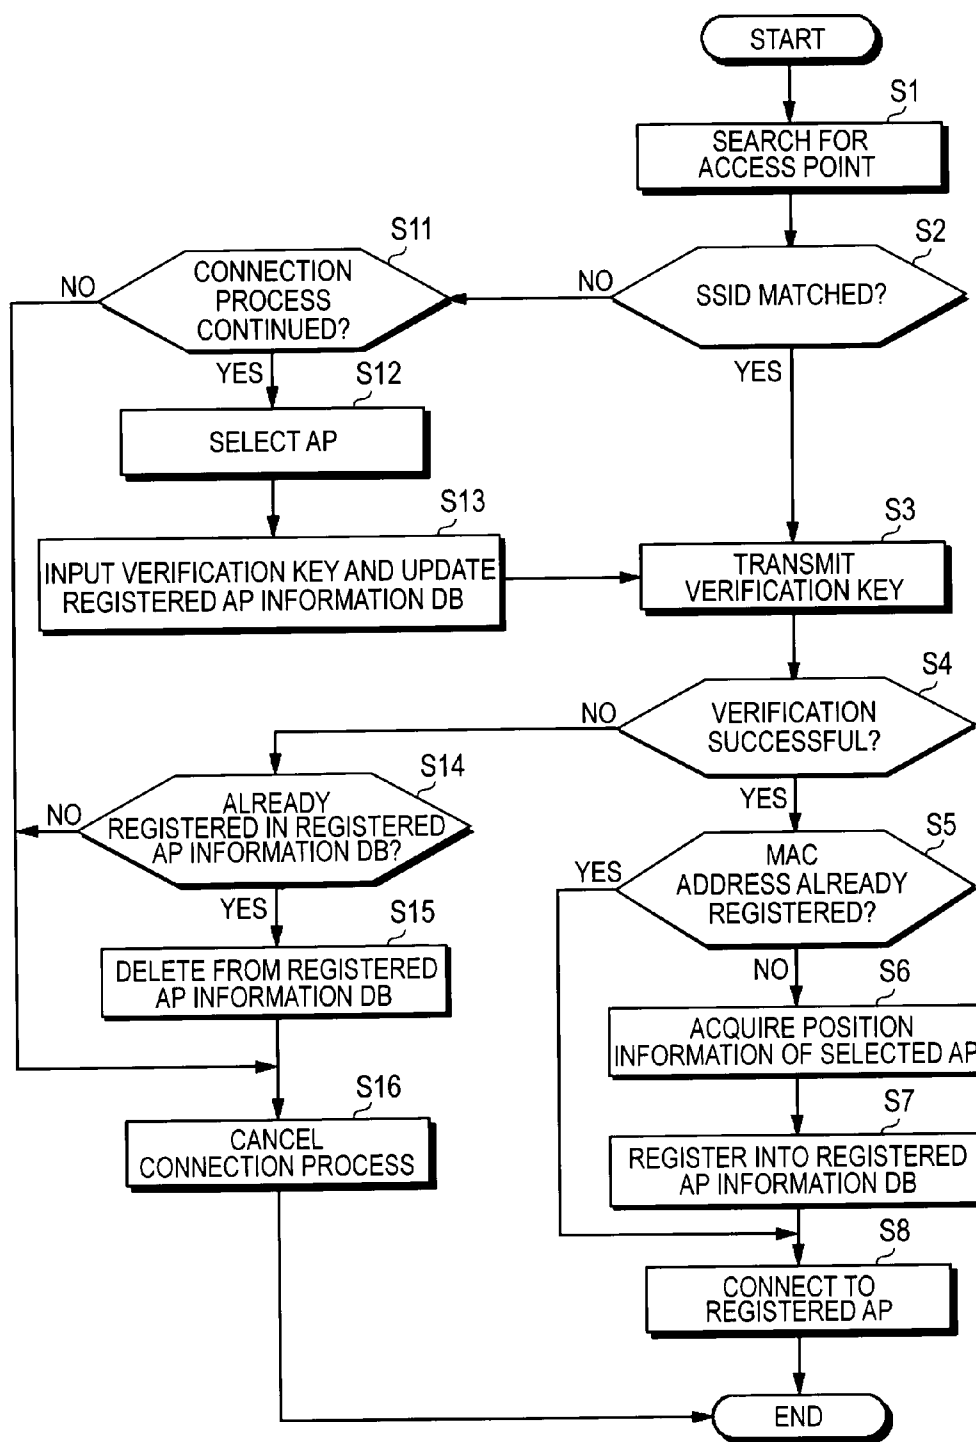 START
S1
SEARCH FOR
ACCESS POINT
S2
SSID MATCHED?
NO
YES
S11
CONNECTION
PROCESS
CONTINUED?
NO
YES
S12
SELECT AP
S13
INPUT VERIFICATION KEY AND UPDATE
REGISTERED AP INFORMATION DB
S3
TRANSMIT
VERIFICATION KEY
S4
VERIFICATION
SUCCESSFUL?
NO
YES
S14
ALREADY
REGISTERED IN REGISTERED
AP INFORMATION DB?
NO
YES
S5
MAC
ADDRESS ALREADY
REGISTERED?
YES
NO
S15
DELETE FROM REGISTERED
AP INFORMATION DB
S6
ACQUIRE POSITION
INFORMATION OF SELECTED AP
S16
CANCEL
CONNECTION PROCESS
S7
REGISTER INTO REGISTERED
AP INFORMATION DB
S8
CONNECT TO
REGISTERED AP
END